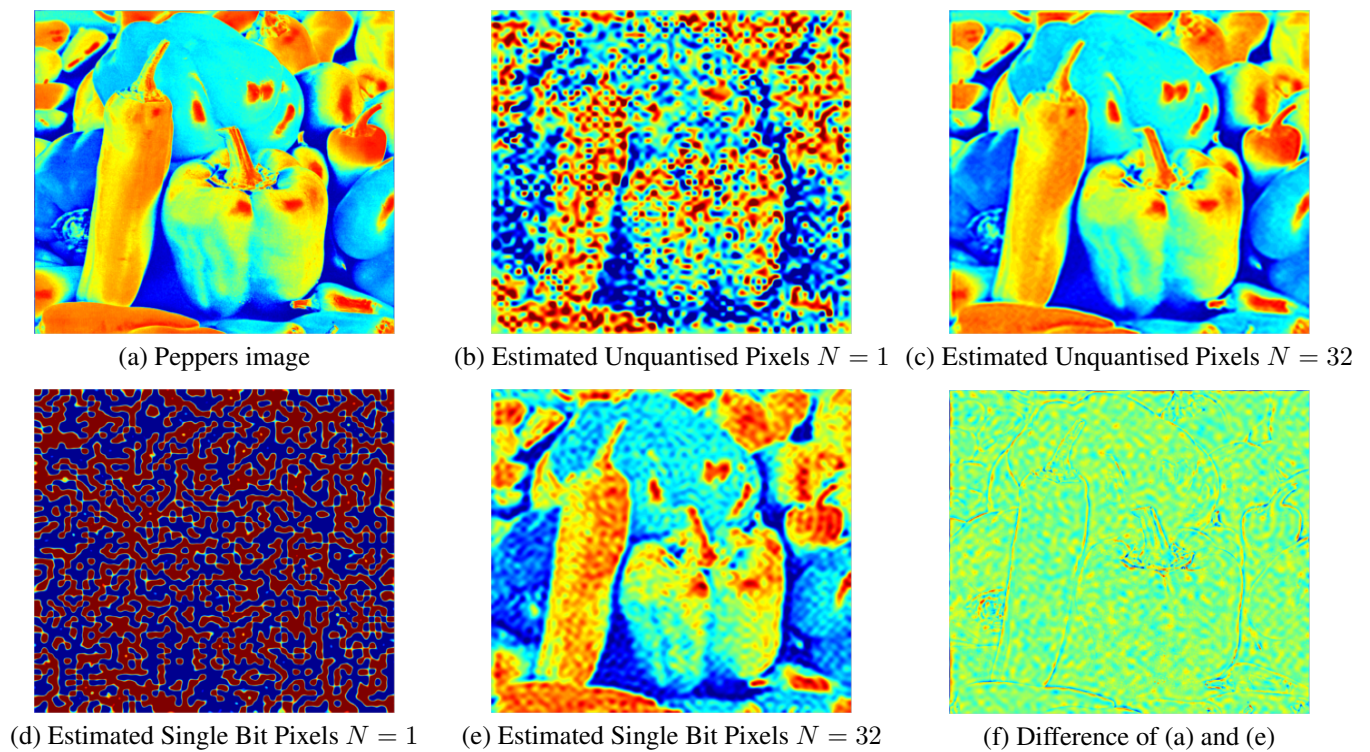 (a) Peppers image
(b) Estimated Unquantised Pixels N = 1
(c) Estimated Unquantised Pixels N = 32
(d) Estimated Single Bit Pixels N = 1
(e) Estimated Single Bit Pixels N = 32
(f) Difference of (a) and (e)